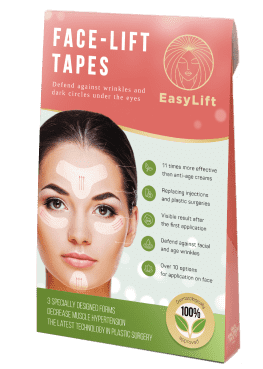 FACE-LIFT
TAPES
Defend against wrinkles and
dark circles under the eyes
EasyLift
11 times more effective
than anti-age creams
Replacing injections
and plastic surgeries
Visible result after
the first application
Defend against facial
and age wrinkles
Over 10 options
for application on face
3 SPECIALLY DESIGNED FORMS
DECREASE MUSCLE HYPERTENSION
THE LATEST TECHNOLOGY IN PLASTIC SURGERY
100%
approved